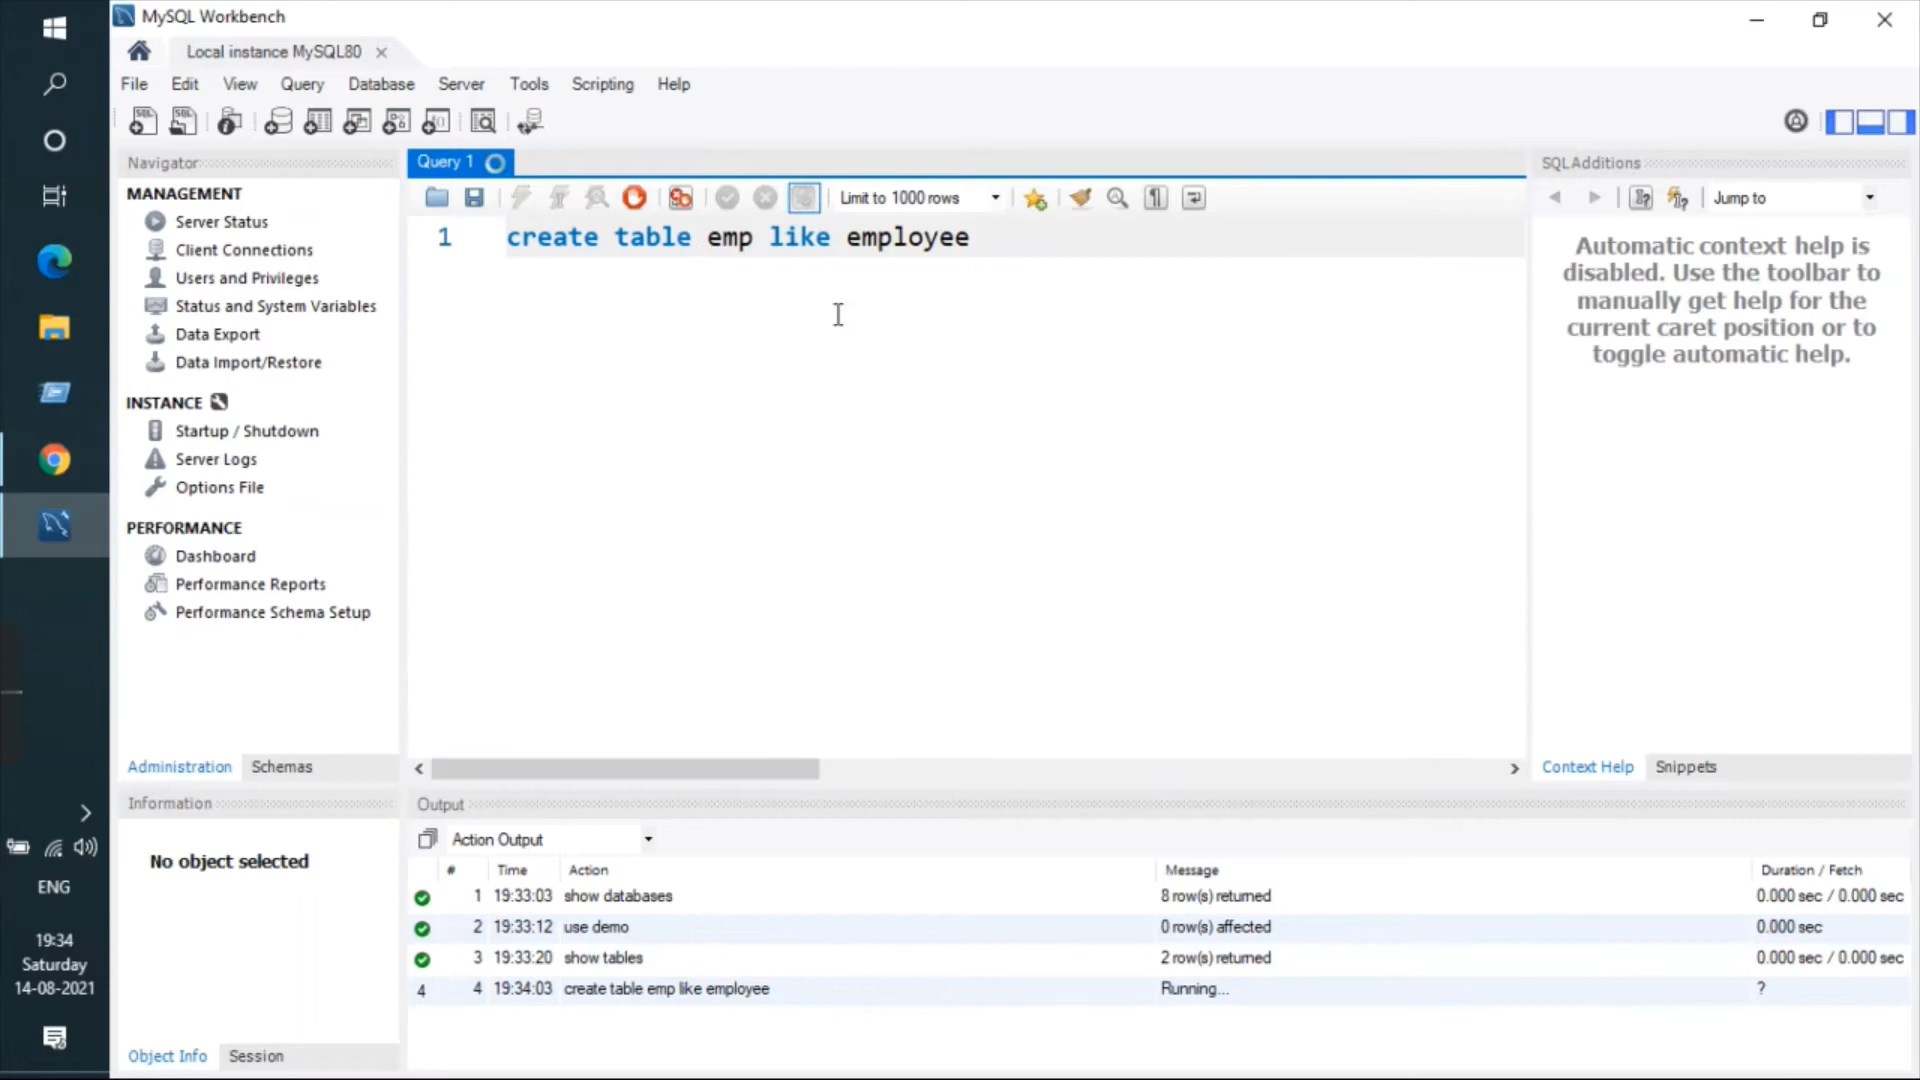 MySQL Workbench
Local instance MySQL80
File Edit View Query Database Server Tools Scripting Help
Navigator
MANAGEMENT
Server Status
Client Connections
Users and Privileges
Status and System Variables
Data Export
Data Import/Restore
INSTANCE
Startup / Shutdown
Server Logs
Options File
PERFORMANCE
Dashboard
Performance Reports
Performance Schema Setup
Administration Schemas
Query 1
Limit to 1000 rows
1 create table emp like employee
SQLAdditions
Jump to
Automatic context help is
disabled. Use the toolbar to
manually get help for the
current caret position or to
toggle automatic help.
Context Help Snippets
Information
No object selected
Object Info Session
Output
Action Output
# Time Action Message Duration / Fetch
1 19:33:03 show databases 8 row(s) returned 0.000 sec / 0.000 sec
2 19:33:12 use demo 0 row(s) affected 0.000 sec
3 19:33:20 show tables 2 row(s) returned 0.000 sec / 0.000 sec
4 4 19:34:03 create table emp like employee Running... ?
ENG
19:34
Saturday
14-08-2021